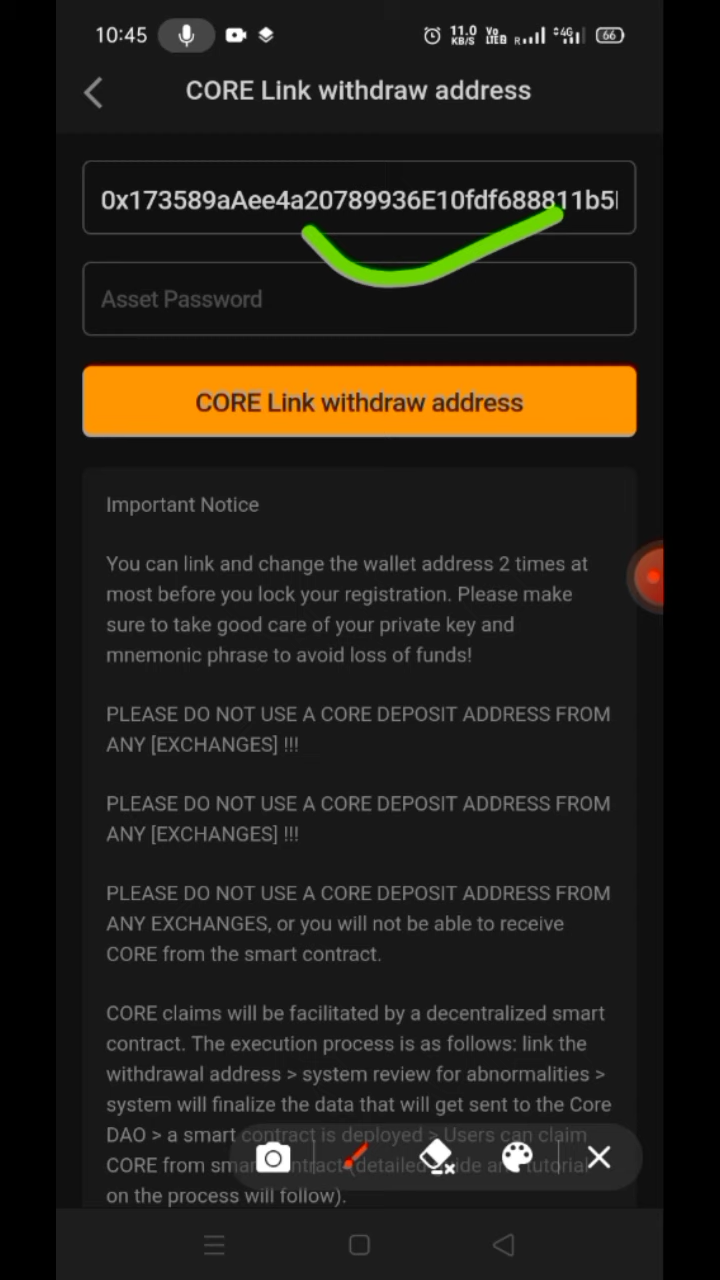 10:45 11.0 KB/S Vo LTE R 4G 66
CORE Link withdraw address
0x173589aAee4a20789936E10fdf688811b5
Asset Password
CORE Link withdraw address
Important Notice
You can link and change the wallet address 2 times at
most before you lock your registration. Please make
sure to take good care of your private key and
mnemonic phrase to avoid loss of funds!
PLEASE DO NOT USE A CORE DEPOSIT ADDRESS FROM
ANY [EXCHANGES] !!!
PLEASE DO NOT USE A CORE DEPOSIT ADDRESS FROM
ANY [EXCHANGES] !!!
PLEASE DO NOT USE A CORE DEPOSIT ADDRESS FROM
ANY EXCHANGES, or you will not be able to receive
CORE from the smart contract.
CORE claims will be facilitated by a decentralized smart
contract. The execution process is as follows: link the
withdrawal address > system review for abnormalities >
system will finalize the data that will get sent to the Core
DAO > a smart contract is deployed > Users can claim
CORE from smart contract (detailed guide and tutorial
on the process will follow).